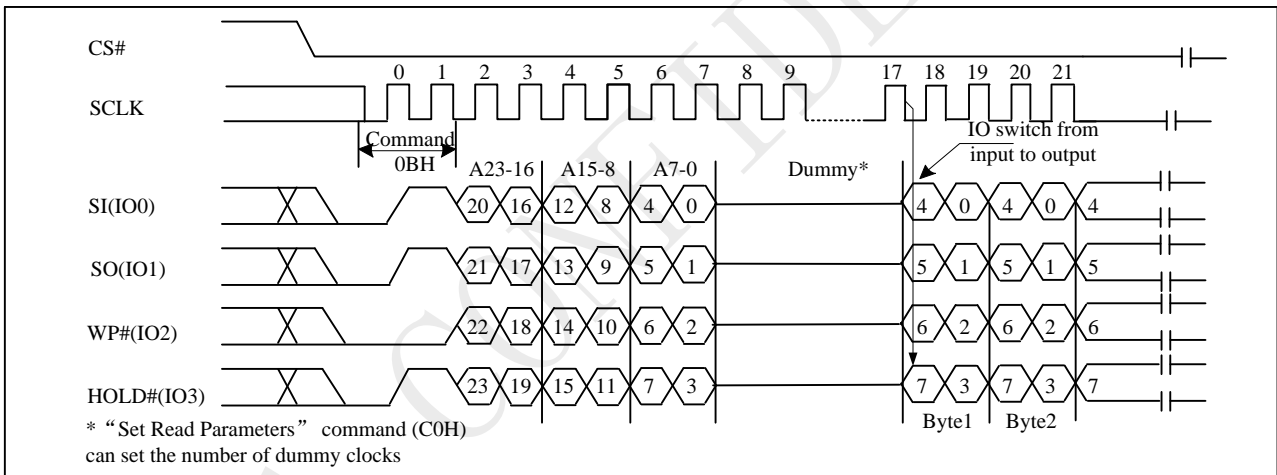 CS#
0 1 2 3 4 5 6 7 8 9 17 18 19 20 21
SCLK
Command
0BH
IO switch from
input to output
A23-16 A15-8 A7-0 Dummy*
SI(IO0) 20 16 12 8 4 0 4 0 4 0 4
SO(IO1) 21 17 13 9 5 1 5 1 5 1 5
WP#(IO2) 22 18 14 10 6 2 6 2 6 2 6
HOLD#(IO3) 23 19 15 11 7 3 7 3 7 3 7
Byte1 Byte2
* “Set Read Parameters” command (C0H)
can set the number of dummy clocks